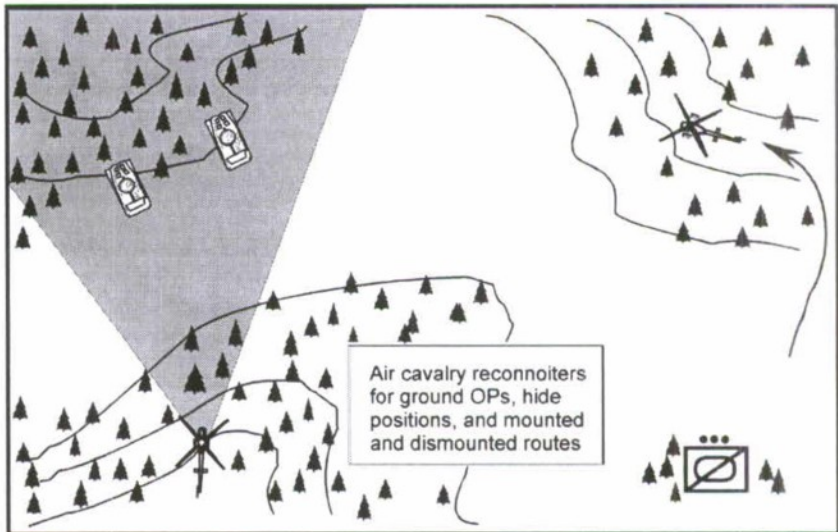 Air cavalry reconnoiters
for ground OPs, hide
positions, and mounted
and dismounted routes